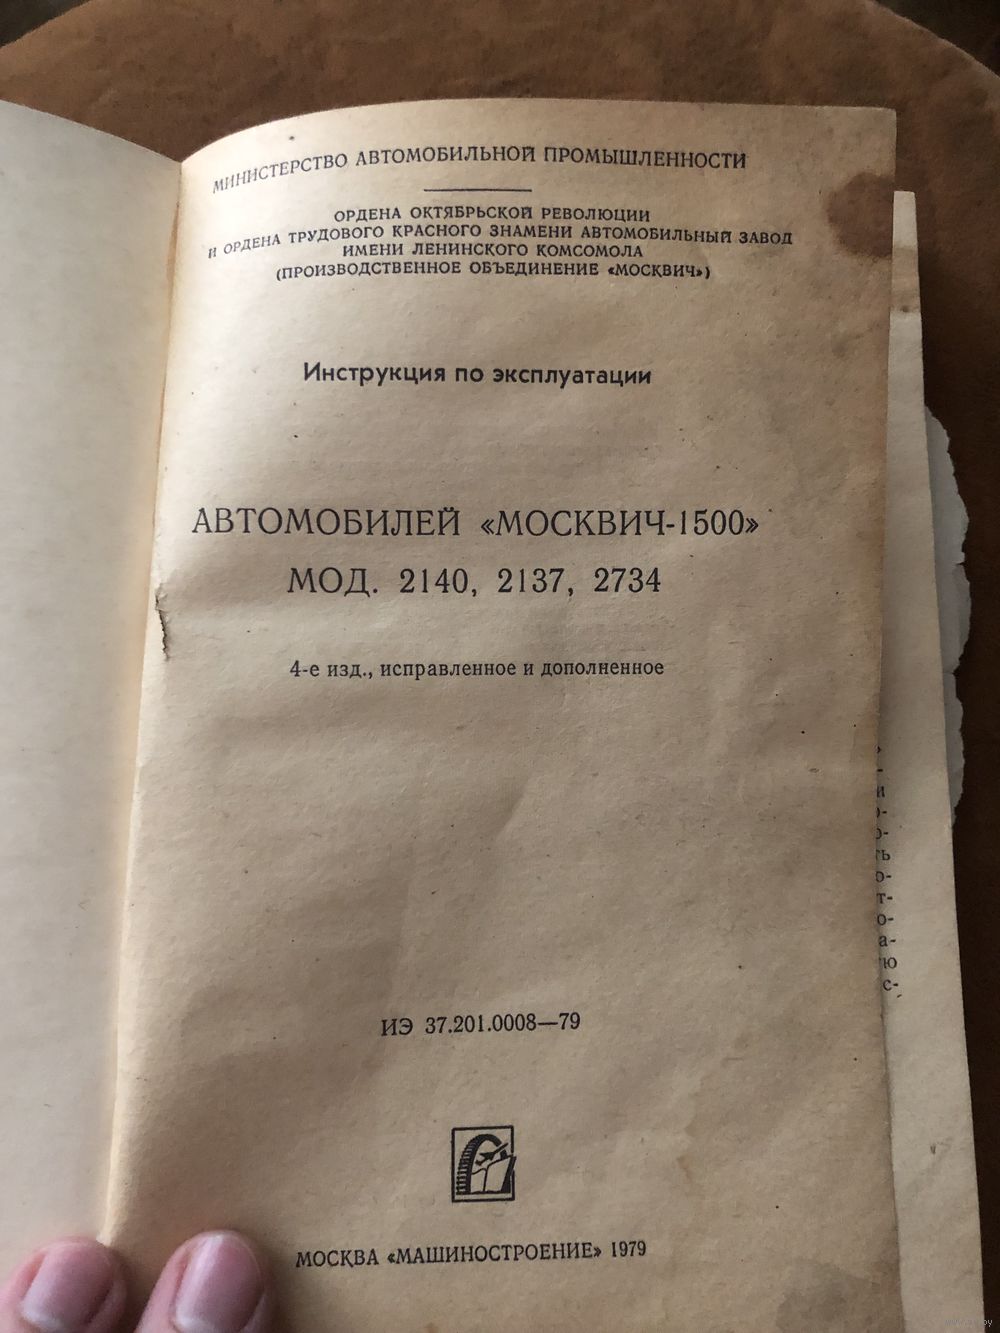 МИНИСТЕРСТВО АВТОМОБИЛЬНОЙ ПРОМЫШЛЕННОСТИ
ОРДЕНА ОКТЯБРЬСКОЙ РЕВОЛЮЦИИ
И ОРДЕНА ТРУДОВОГО КРАСНОГО ЗНАМЕНИ АВТОМОБИЛЬНЫЙ ЗАВОД
ИМЕНИ ЛЕНИНСКОГО КОМСОМОЛА
(ПРОИЗВОДСТВЕННОЕ ОБЪЕДИНЕНИЕ «МОСКВИЧ»)
Инструкция по эксплуатации
АВТОМОБИЛЕЙ «МОСКВИЧ-1500»
МОД. 2140, 2137, 2734
4-е изд., исправленное и дополненное
ИЭ 37.201.0008—79
МОСКВА «МАШИНОСТРОЕНИЕ» 1979